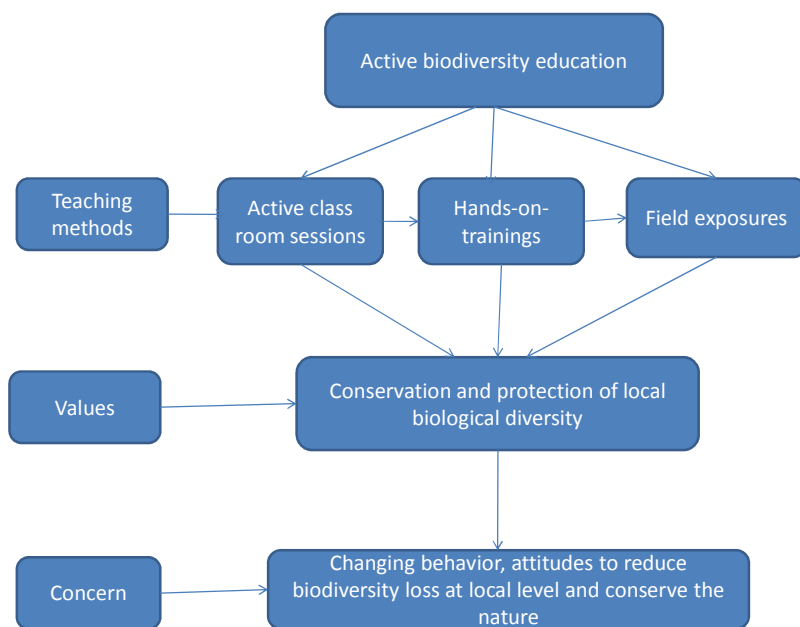 Active biodiversity education
Teaching
methods
Active class
room sessions
Hands-on-
trainings
Field exposures
Values
Conservation and protection of local
biological diversity
Concern
Changing behavior, attitudes to reduce
biodiversity loss at local level and conserve the
nature